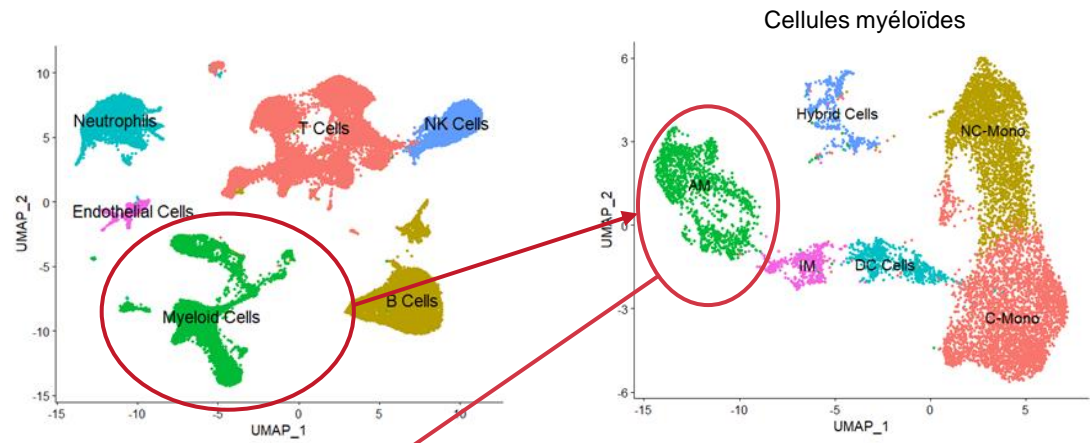 Cellules myéloïdes
10
5
0
-5
-10
-15
UMAP_2
Neutrophils
T Cells
NK Cells
Endothelial Cells
Myeloid Cells
B Cells
-15
-10
-5
0
5
10
UMAP_1
6
3
0
-3
-6
UMAP_2
Hybrid Cells
NC-Mono
AM
IM
DC Cells
C-Mono
-15
-10
-5
0
5
UMAP_1